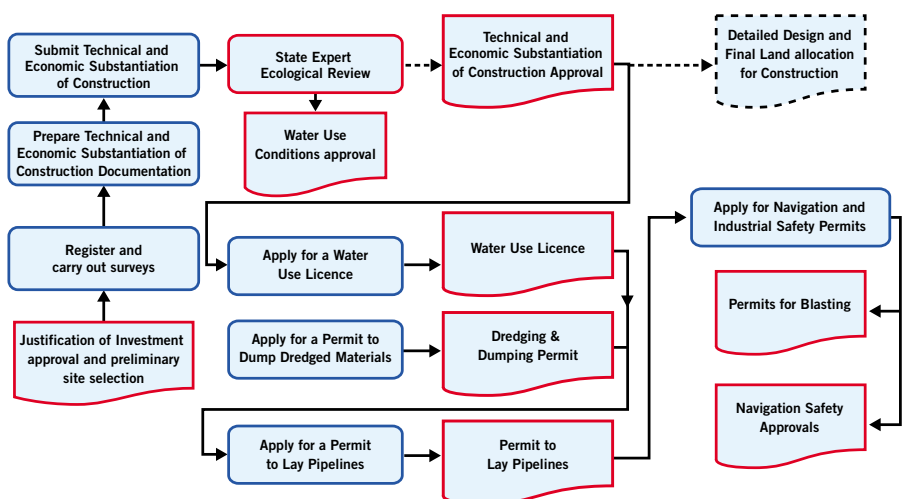 Submit Technical and
Economic Substantiation
of Construction
State Expert
Ecological Review
Technical and
Economic Substantiation
of Construction Approval
Detailed Design and
Final Land allocation
for Construction
Water Use
Conditions approval
Prepare Technical and
Economic Substantiation of
Construction Documentation
Register and
carry out surveys
Justification of Investment
approval and preliminary
site selection
Apply for a Water
Use Licence
Water Use Licence
Apply for Navigation and
Industrial Safety Permits
Apply for a Permit to
Dump Dredged Materials
Dredging &
Dumping Permit
Permits for Blasting
Apply for a Permit
to Lay Pipelines
Permit to
Lay Pipelines
Navigation Safety
Approvals